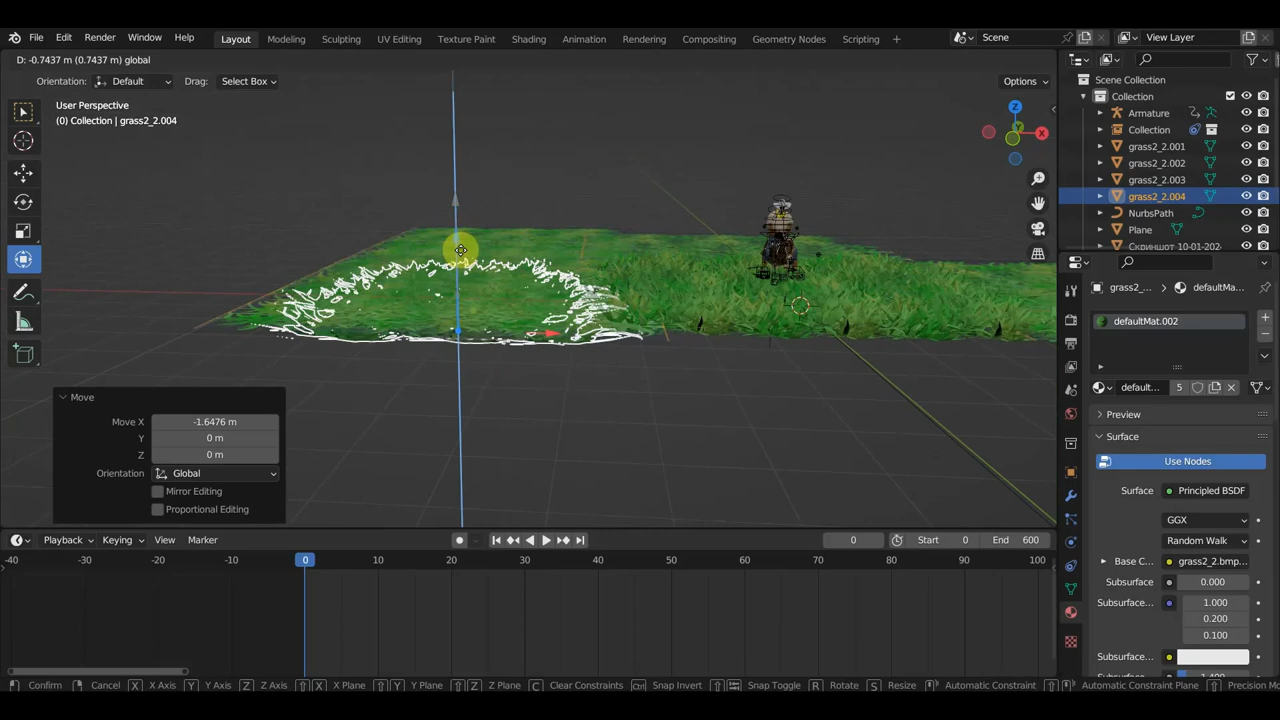 File Edit Render Window Help Layout Modeling Sculpting UV Editing Texture Paint Shading Animation Rendering Compositing Geometry Nodes Scripting + Scene View Layer
D: -0.7437 m (0.7437 m) global
Orientation: Default Drag: Select Box Options
Scene Collection
Collection
User Perspective
(0) Collection | grass2_2.004
Armature
Collection
grass2_2.001
grass2_2.002
grass2_2.003
grass2_2.004
NurbsPath
Plane
Скриншот 10-01-202
X
Y
Z
grass2_... defaultMa...
defaultMat.002
default... 5
Preview
Surface
Use Nodes
Surface Principled BSDF
GGX
Random Walk
Base C... grass2_2.bmp...
Subsurface 0.000
Subsurface... 1.000
0.200
0.100
Subsurface...
Move
Move X -1.6476 m
Y 0 m
Z 0 m
Orientation Global
Mirror Editing
Proportional Editing
Playback Keying View Marker 0 Start 0 End 600
-40 -30 -20 -10 0 10 20 30 40 50 60 70 80 90 100
Confirm Cancel X X Axis Y Y Axis Z Z Axis X X Plane Y Y Plane Z Z Plane C Clear Constraints Ctrl Snap Invert Snap Toggle R Rotate S Resize Automatic Constraint Automatic Constraint Plane Precision Mo